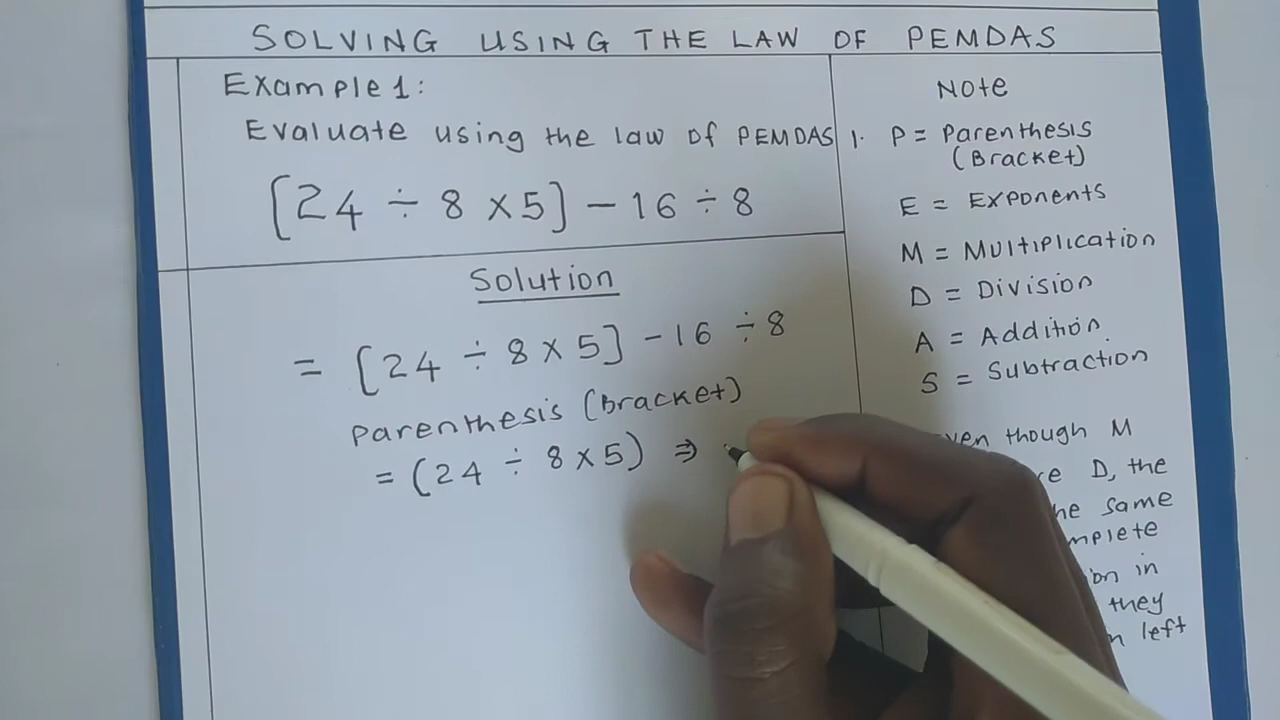 SOLVING USING THE LAW OF PEMDAS
Example 1:
Evaluate using the law of PEMDAS
[24 ÷ 8 × 5] - 16 ÷ 8
Solution
= [24 ÷ 8 × 5] - 16 ÷ 8
Parenthesis (Bracket)
= (24 ÷ 8 × 5) ⇒
Note
1. P = Parenthesis
(Bracket)
E = Exponents
M = Multiplication
D = Division
A = Addition
S = Subtraction
though M
D, the
same
in
they
left